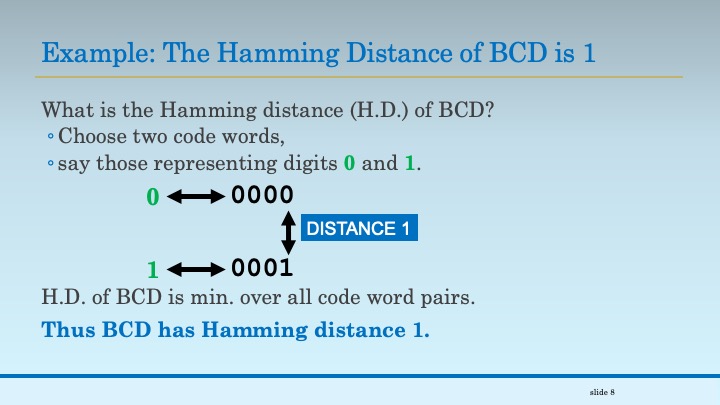 Example: The Hamming Distance of BCD is 1
What is the Hamming distance (H.D.) of BCD?
◦ Choose two code words,
◦ say those representing digits 0 and 1.
0 0000
DISTANCE 1
1 0001
H.D. of BCD is min. over all code word pairs.
Thus BCD has Hamming distance 1.
slide 8